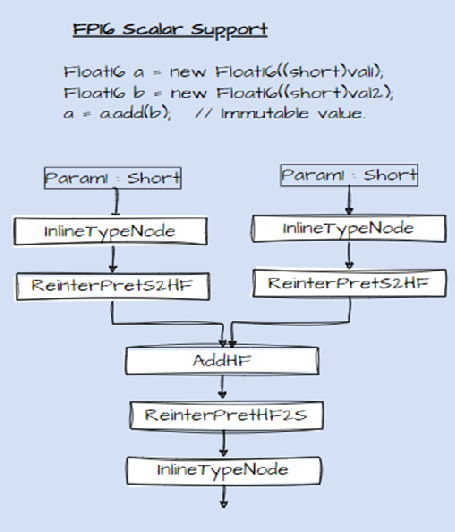 FP16 Scalar Support
Float16 a = new Float16((short)val1);
Float16 b = new Float16((short)val2);
a = a.add(b);   // Immutable value.
Param1 : Short
Param1 : Short
InlineTypeNode
InlineTypeNode
ReinterPretS2HF
ReinterPretS2HF
AddHF
ReinterPretHF2S
InlineTypeNode